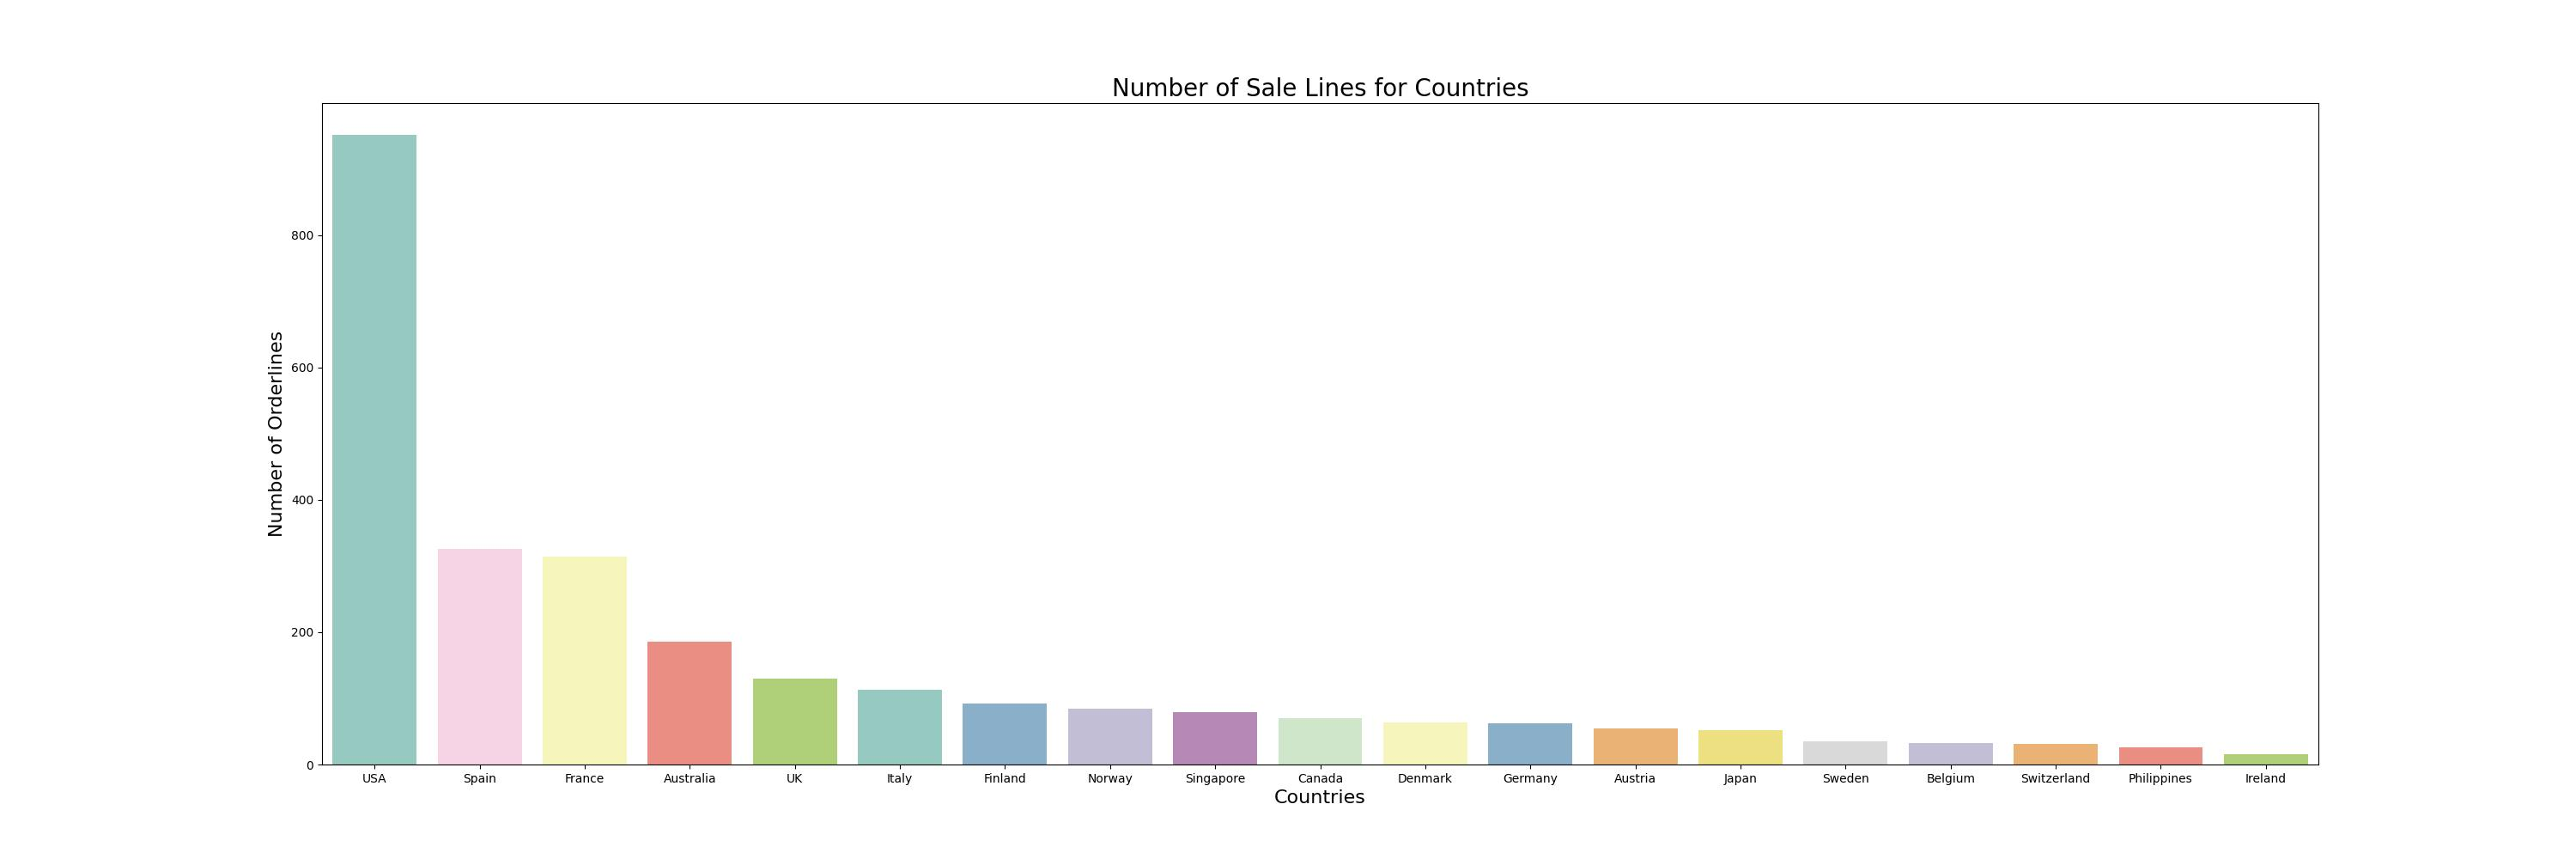 Number of Sale Lines for Countries
800
600
400
200
0
Number of Orderlines
USA Spain France Australia UK Italy Finland Norway Singapore Canada Denmark Germany Austria Japan Sweden Belgium Switzerland Philippines Ireland
Countries